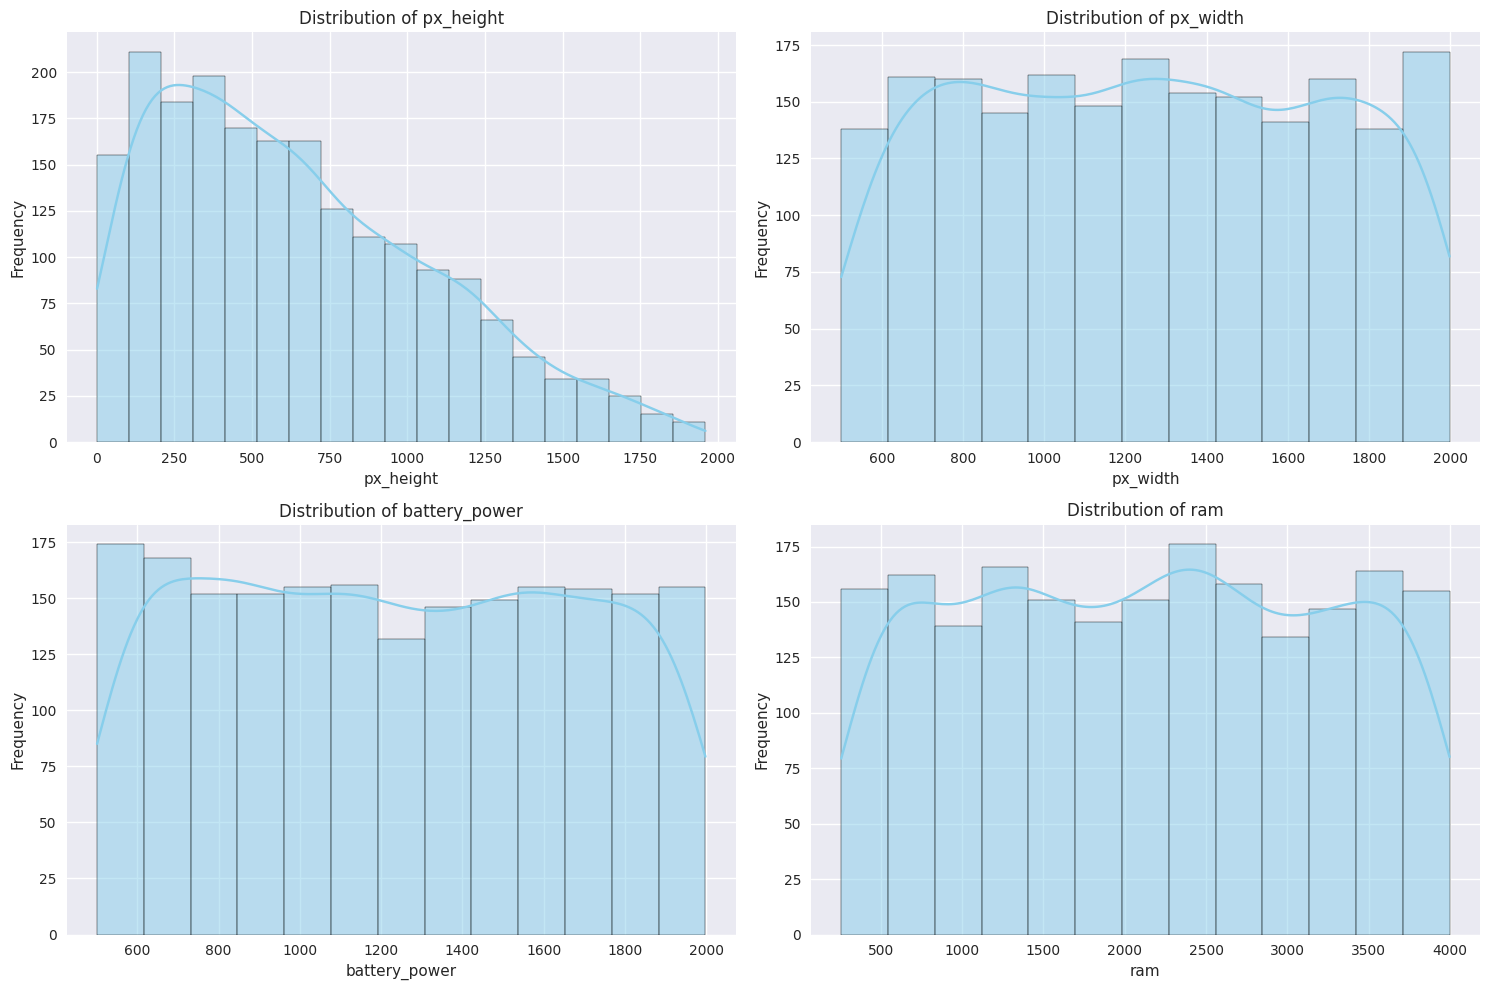 Distribution of px_height
Frequency
200
175
150
125
100
75
50
25
0
0 250 500 750 1000 1250 1500 1750 2000
px_height
Distribution of px_width
Frequency
175
150
125
100
75
50
25
0
600 800 1000 1200 1400 1600 1800 2000
px_width
Distribution of battery_power
Frequency
175
150
125
100
75
50
25
0
600 800 1000 1200 1400 1600 1800 2000
battery_power
Distribution of ram
Frequency
175
150
125
100
75
50
25
0
500 1000 1500 2000 2500 3000 3500 4000
ram